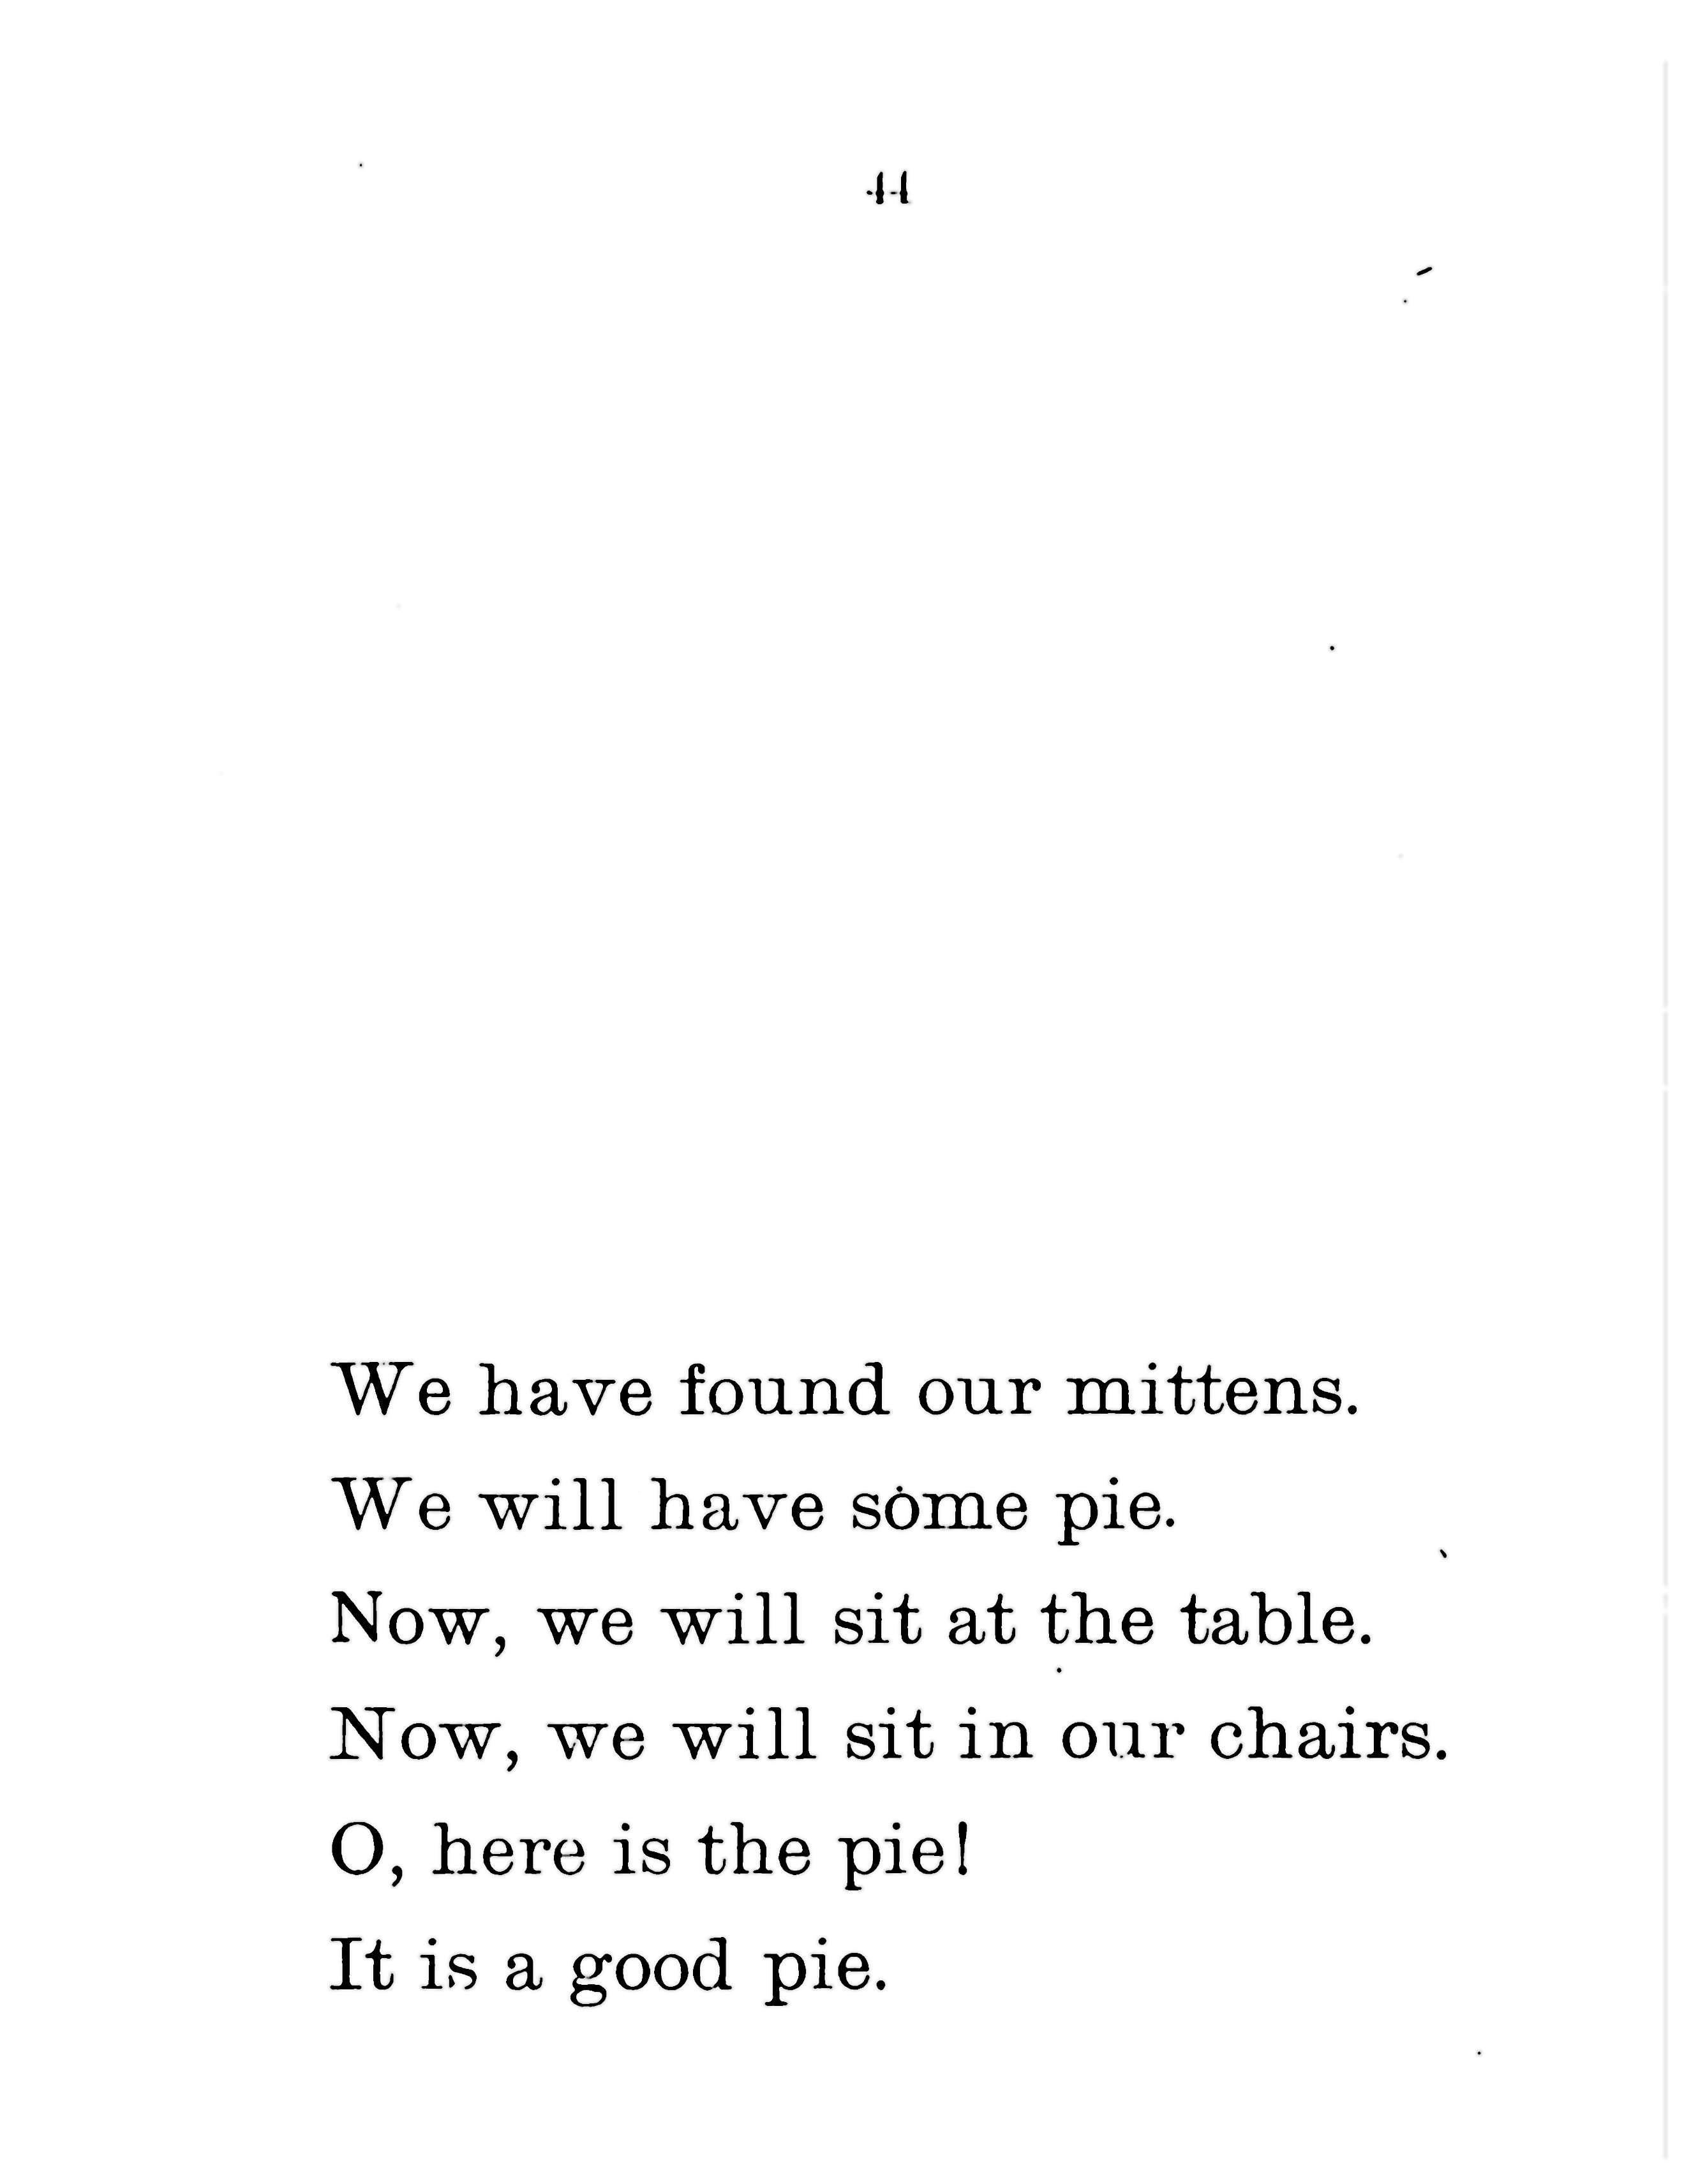 44
We have found our mittens.
We will have sȯme pie.
Now, we will sit at the table.
Now, we will sit in our chairs.
O, here is the pie!
It is a good pie.